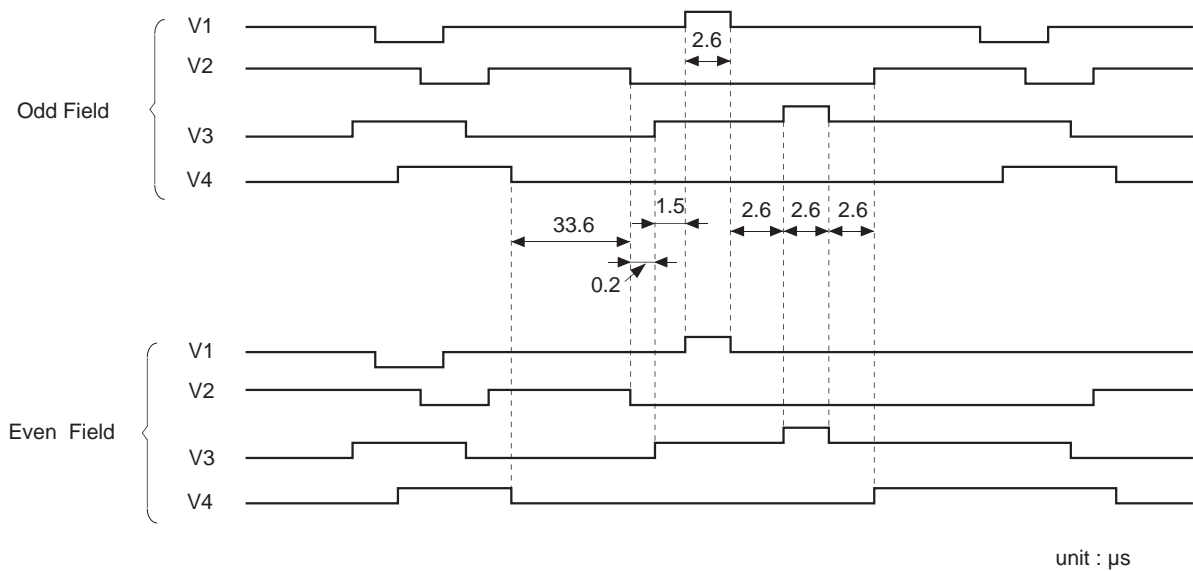 V1
2.6
V2
Odd Field
V3
V4
1.5
33.6
2.6 2.6 2.6
0.2
V1
V2
Even Field
V3
V4
unit : µs